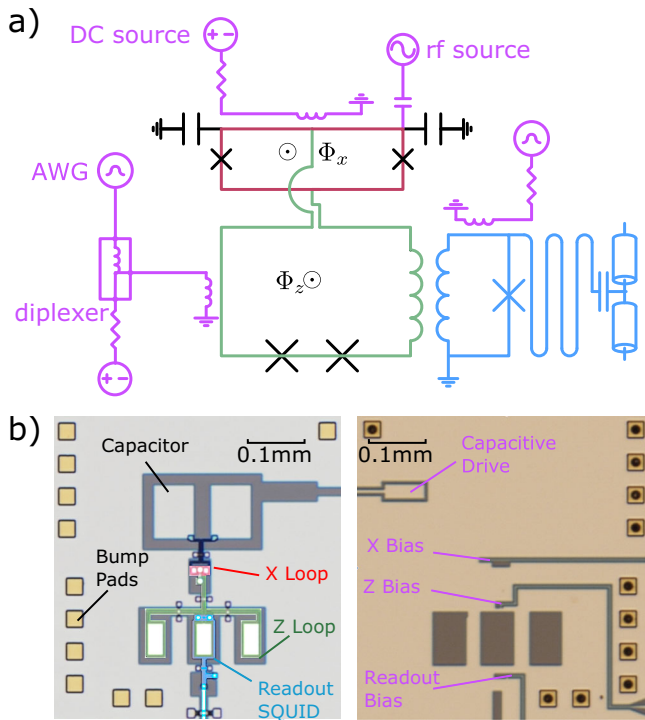 a)
DC source
rf source
Φx
AWG
Φz
diplexer
b)
Capacitor
0.1mm
Bump
Pads
X Loop
Z Loop
Readout
SQUID
0.1mm
Capacitive
Drive
X Bias
Z Bias
Readout
Bias